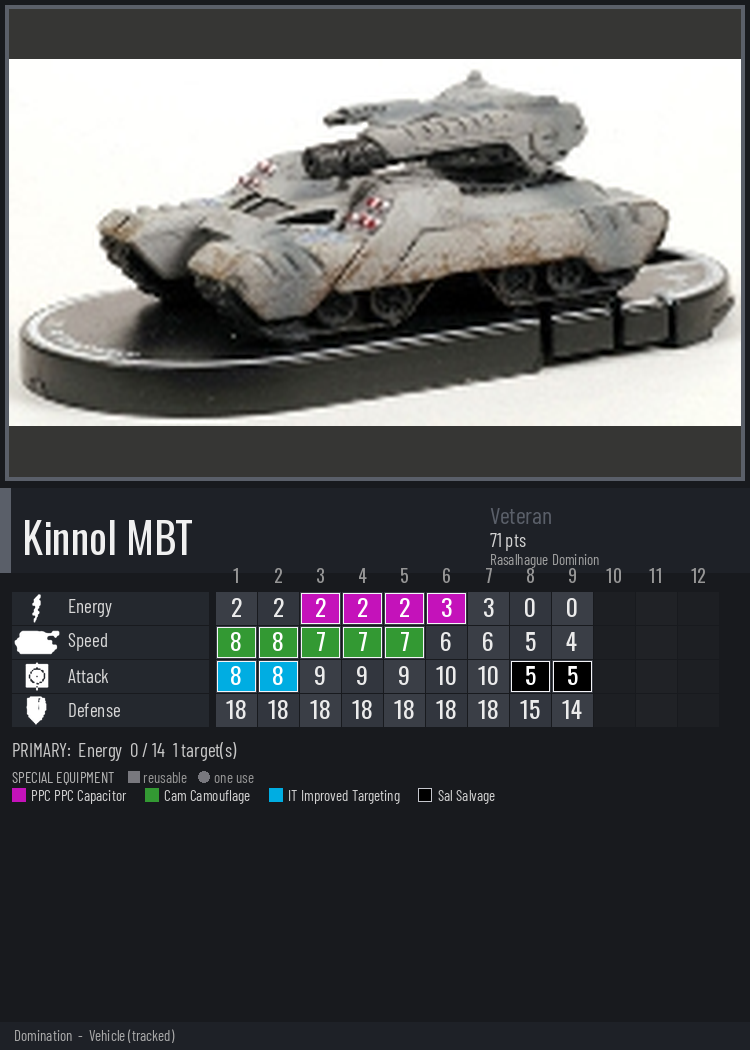 Kinnol MBT
Veteran
71 pts
Rasalhague Dominion
1 2 3 4 5 6 7 8 9 10 11 12
Energy 2 2 2 2 2 3 3 0 0
Speed 8 8 7 7 7 6 6 5 4
Attack 8 8 9 9 9 10 10 5 5
Defense 18 18 18 18 18 18 18 15 14
PRIMARY: Energy 0 / 14 1 target(s)
SPECIAL EQUIPMENT reusable one use
PPC PPC Capacitor Cam Camouflage IT Improved Targeting Sal Salvage
Domination - Vehicle (tracked)